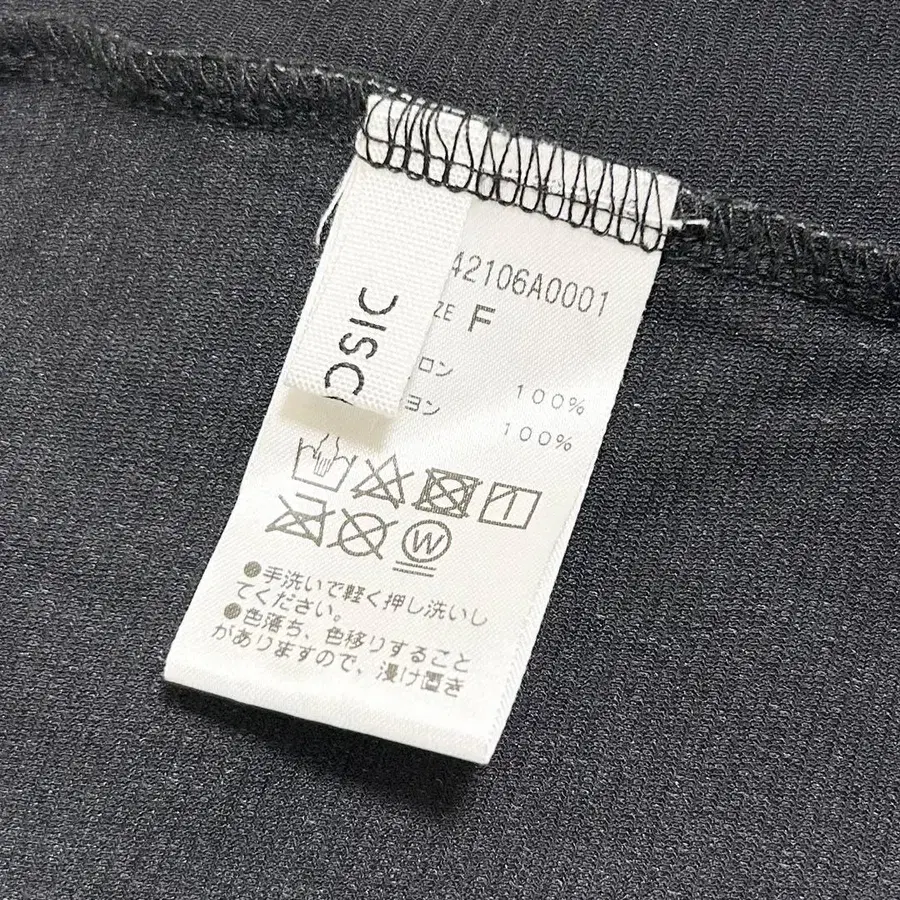 42106A0001
ZE F
OSIC
ロン 100%
ヨン 100%
W
●手洗いで軽く押し洗いし
てください。
●色落ち、色移りすること
がありますので、浸け置き